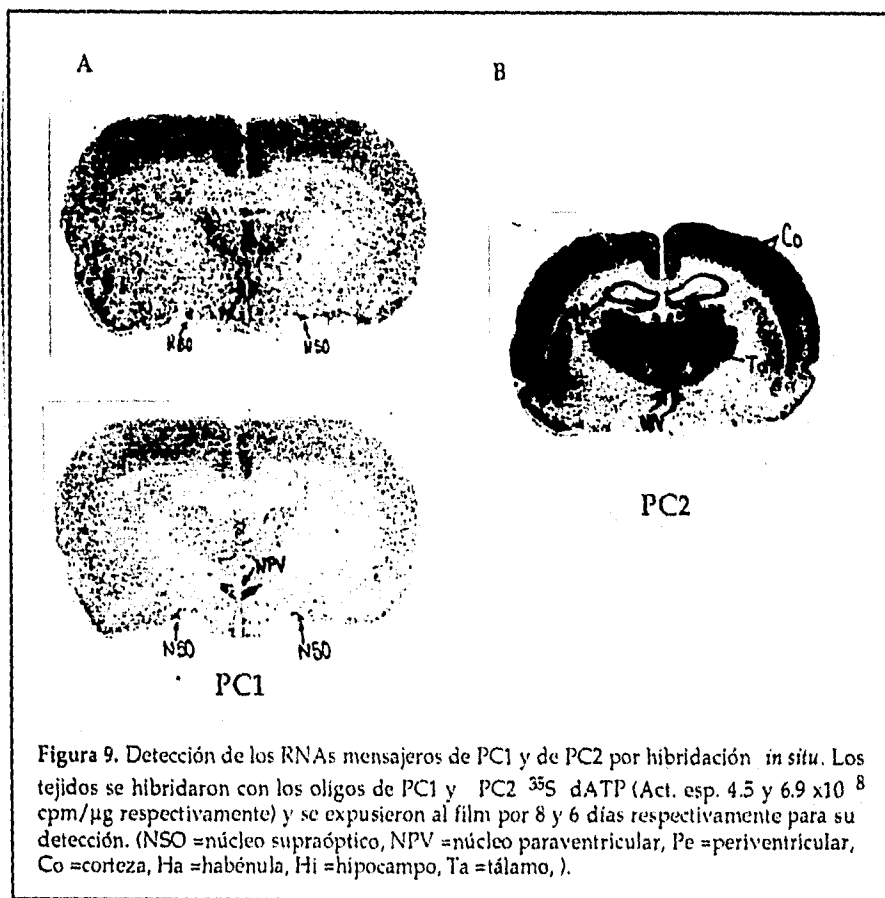 A
B
Co
Ta
NSO
NSO
NPV
NSO
NSO
PC1
PC2
Figura 9. Detección de los RNAs mensajeros de PC1 y de PC2 por hibridación in situ. Los
tejidos se hibridaron con los oligos de PC1 y PC2 ³⁵S dATP (Act. esp. 4.5 y 6.9 x10 ⁸
cpm/µg respectivamente) y se expusieron al film por 8 y 6 días respectivamente para su
detección. (NSO =núcleo supraóptico, NPV =núcleo paraventricular, Pe =periventricular,
Co =corteza, Ha =habénula, Hi =hipocampo, Ta =tálamo, ).